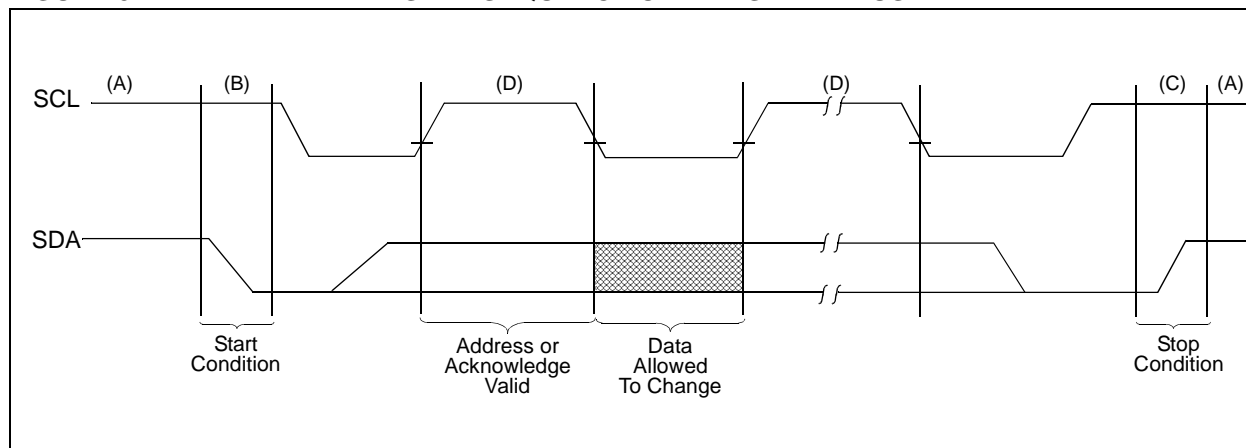 (A) (B) (D) (D) (C) (A)
SCL
SDA
Start
Condition
Address or
Acknowledge
Valid
Data
Allowed
To Change
Stop
Condition